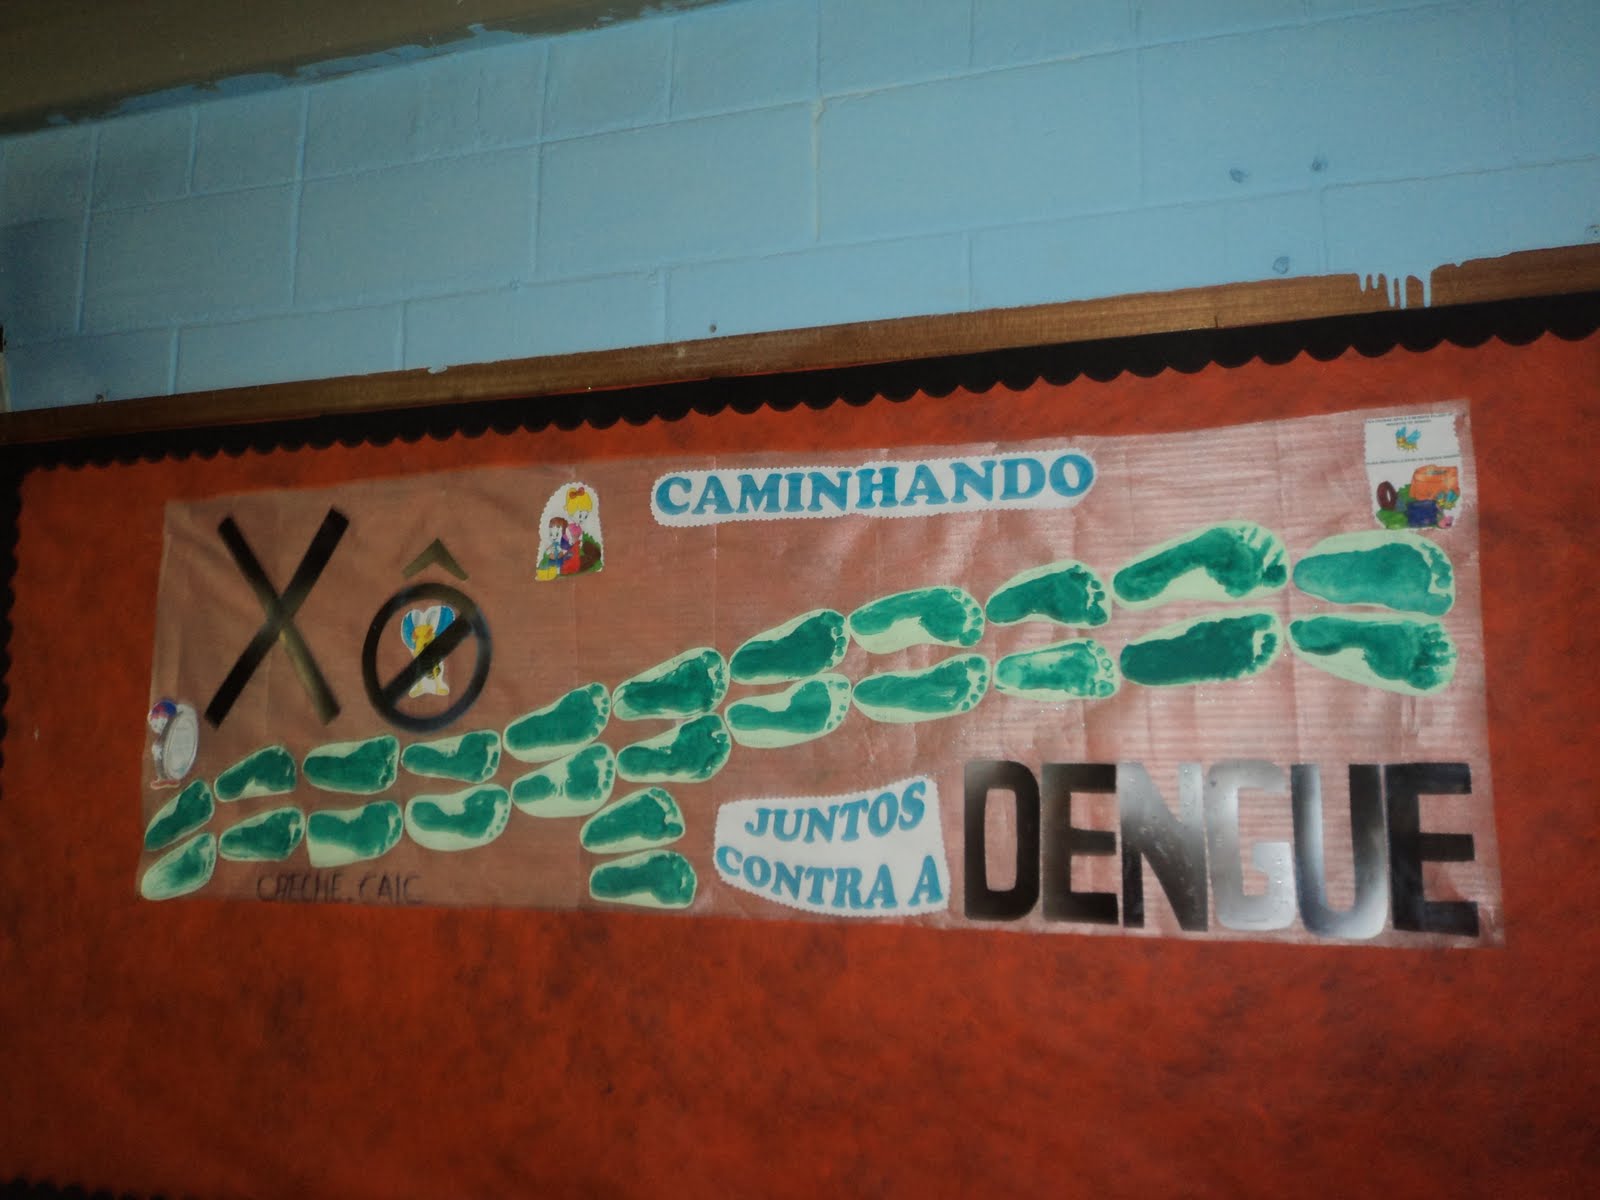 XÔ
CAMINHANDO
JUNTOS
CONTRA A
DENGUE
CRECHE. CAIC